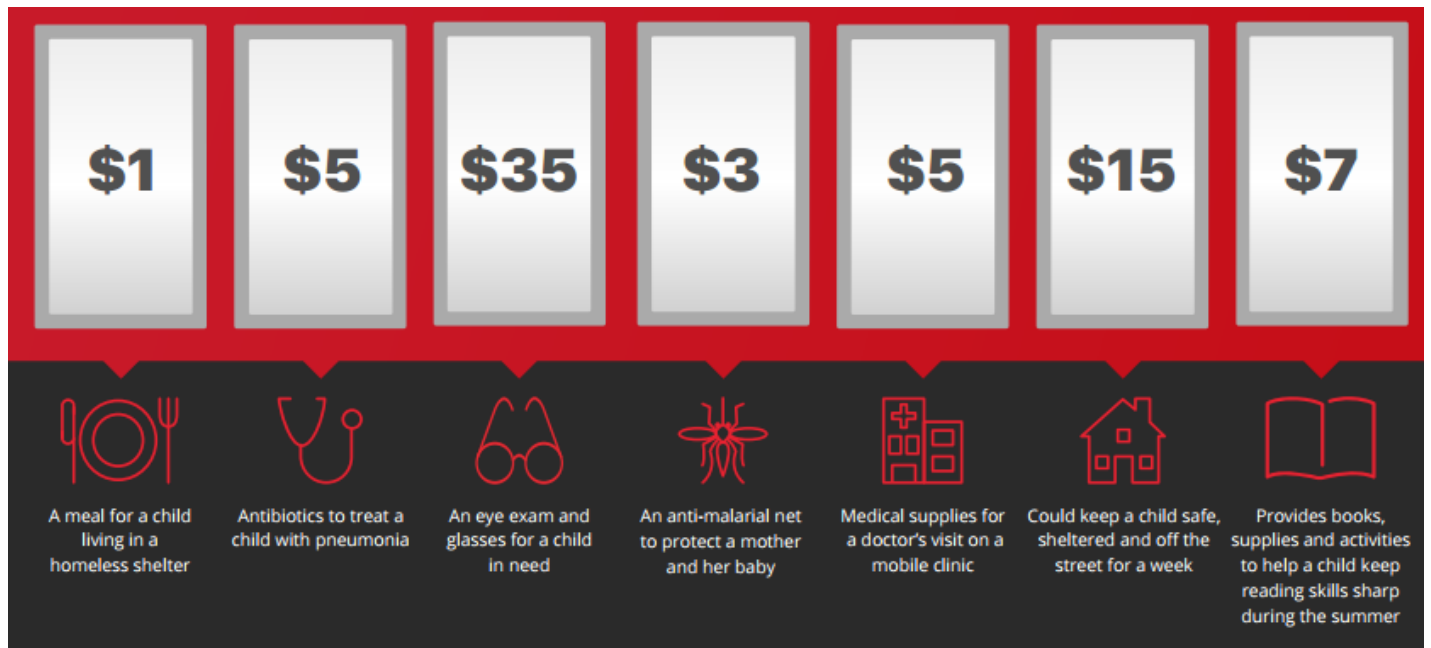 $1
$5
$35
$3
$5
$15
$7
A meal for a child
living in a
homeless shelter
Antibiotics to treat a
child with pneumonia
An eye exam and
glasses for a child
in need
An anti-malarial net
to protect a mother
and her baby
Medical supplies for
a doctor's visit on a
mobile clinic
Could keep a child safe,
sheltered and off the
street for a week
Provides books,
supplies and activities
to help a child keep
reading skills sharp
during the summer